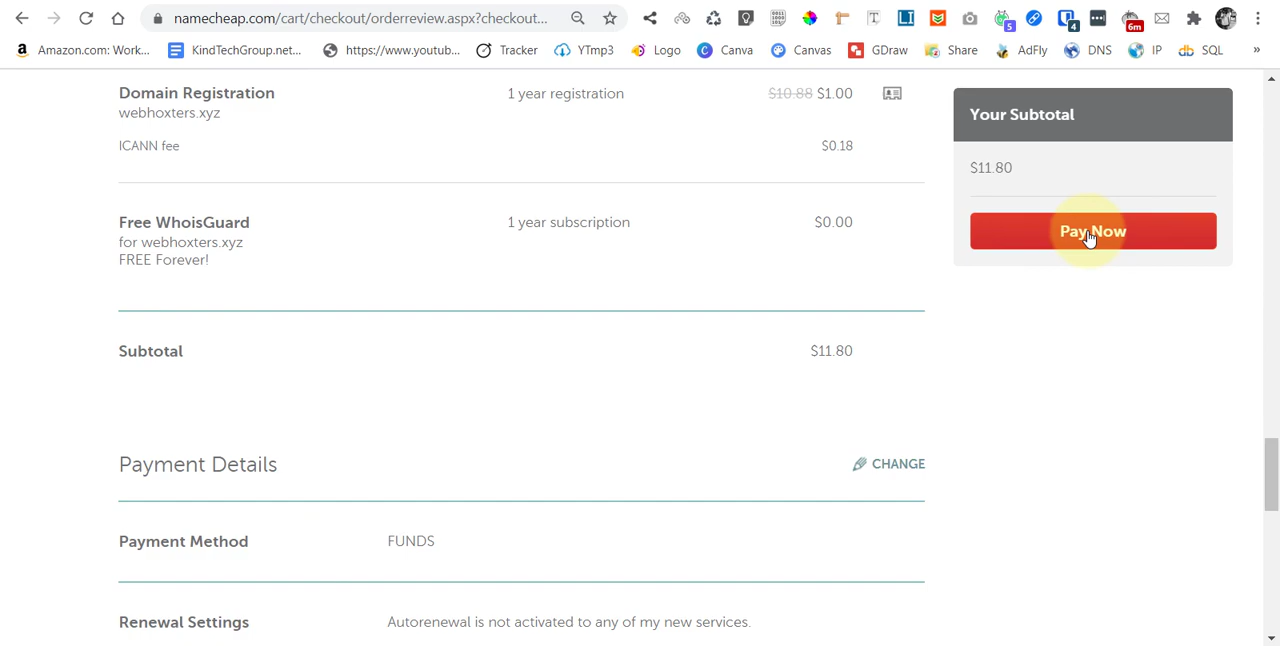 namecheap.com/cart/checkout/orderreview.aspx?checkout...
5
4
6m
Amazon.com: Work...
KindTechGroup.net...
https://www.youtub...
Tracker
YTmp3
Logo
Canva
Canvas
GDraw
Share
AdFly
DNS
IP
SQL
»
Domain Registration 1 year registration $10.88 $1.00
webhoxters.xyz
ICANN fee $0.18
Free WhoisGuard 1 year subscription $0.00
for webhoxters.xyz
FREE Forever!
Subtotal $11.80
Payment Details CHANGE
Payment Method FUNDS
Renewal Settings Autorenewal is not activated to any of my new services.
Your Subtotal
$11.80
Pay Now